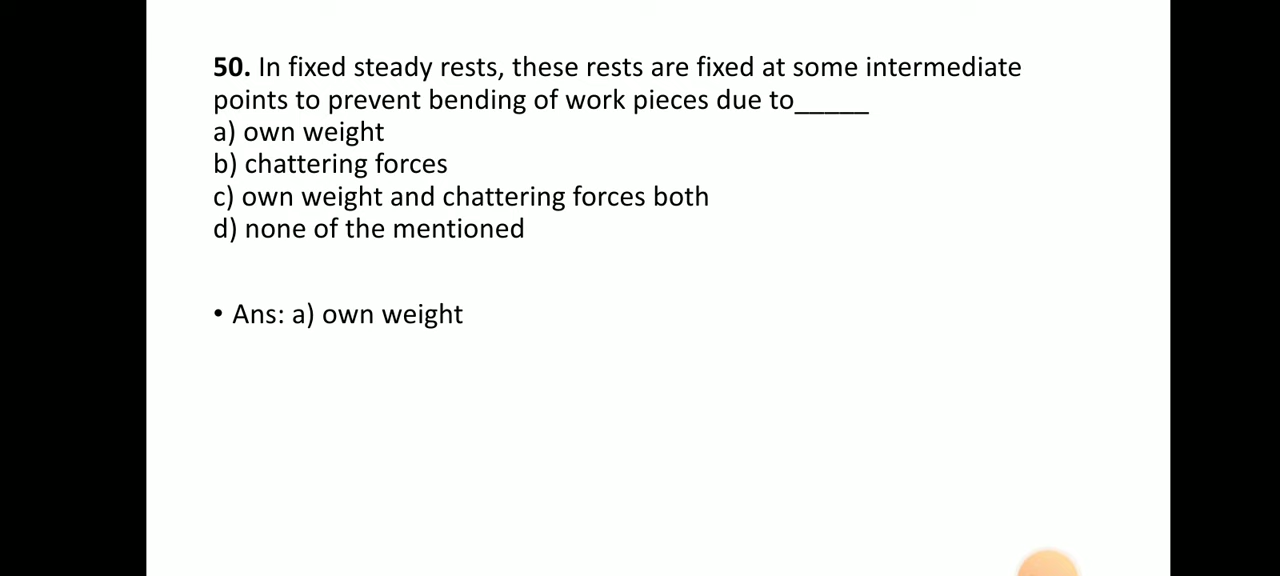 50. In fixed steady rests, these rests are fixed at some intermediate
points to prevent bending of work pieces due to_____
a) own weight
b) chattering forces
c) own weight and chattering forces both
d) none of the mentioned
• Ans: a) own weight